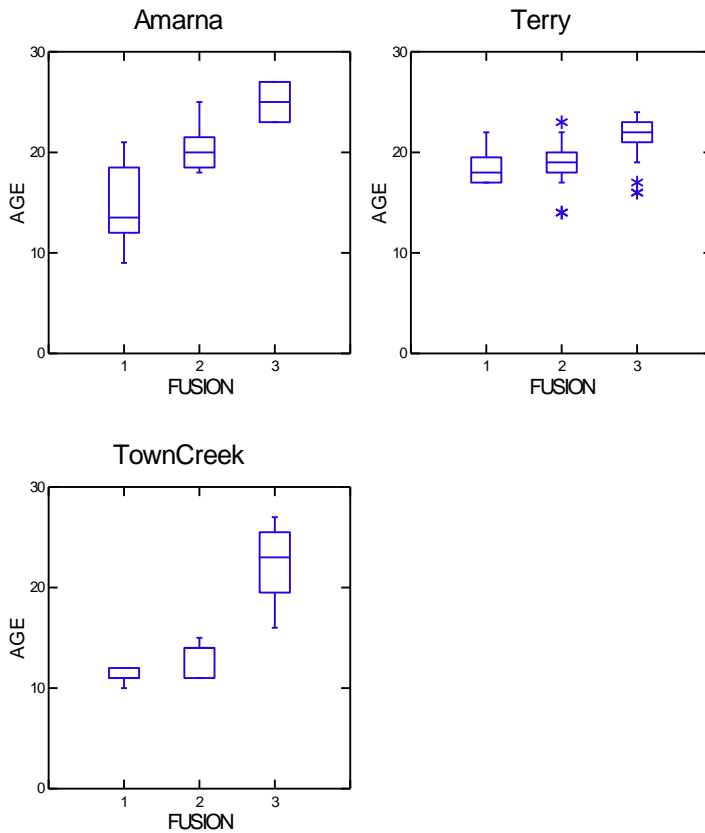 Amarna
30
20
10
0
AGE
1 2 3
FUSION
Terry
30
20
10
0
AGE
1 2 3
FUSION
TownCreek
30
20
10
0
AGE
1 2 3
FUSION